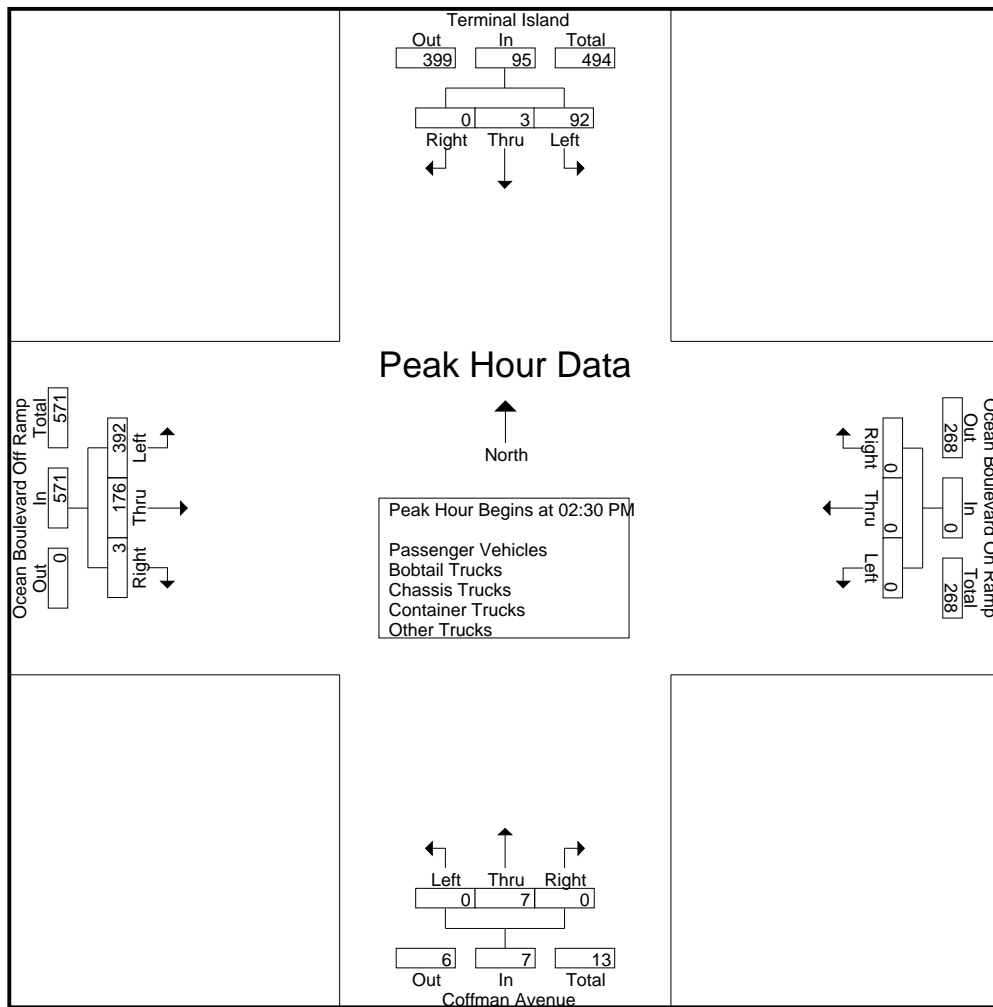 Terminal Island
Out In Total
399 95 494
0 3 92
Right Thru Left
Peak Hour Data
North
Peak Hour Begins at 02:30 PM
Passenger Vehicles
Bobtail Trucks
Chassis Trucks
Container Trucks
Other Trucks
Ocean Boulevard Off Ramp
Total In Out
571 571 0
392 176 3
Left Thru Right
Ocean Boulevard On Ramp
Out In Total
268 0 268
0 0 0
Right Thru Left
Left Thru Right
0 7 0
6 7 13
Out In Total
Coffman Avenue